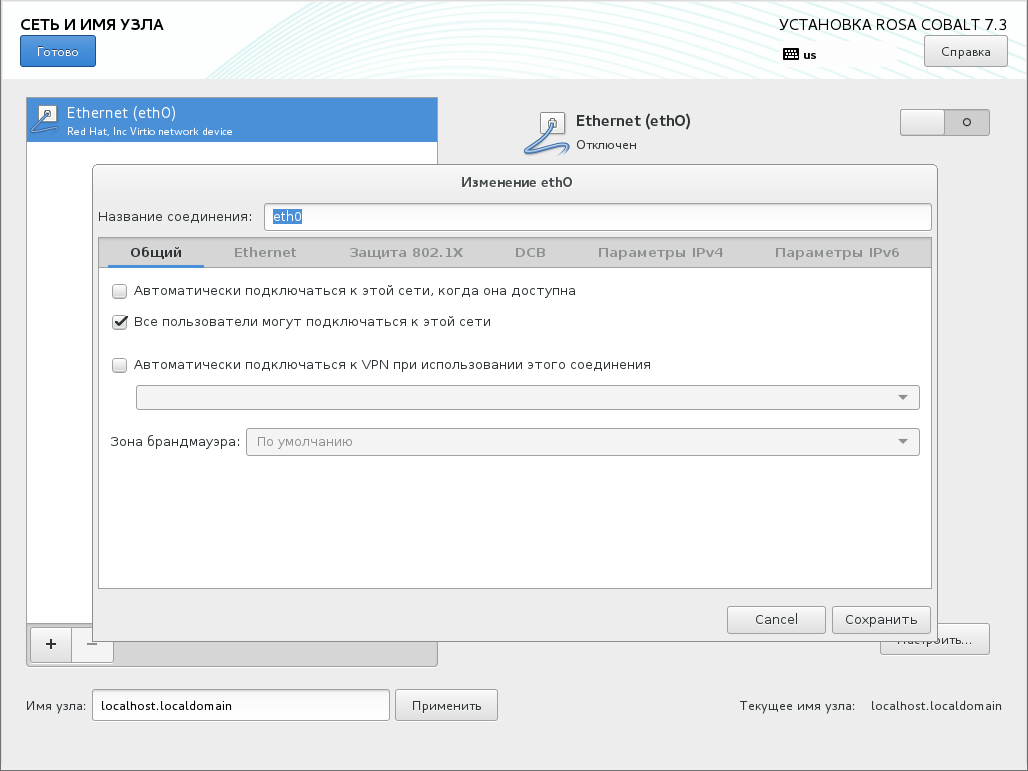 СЕТЬ И ИМЯ УЗЛА
УСТАНОВКА ROSA COBALT 7.3
Готово
us
Справка
Ethernet (eth0)
Red Hat, Inc Virtio network device
Ethernet (eth0)
Отключен
Изменение eth0
Название соединения: eth0
Общий Ethernet Защита 802.1X DCB Параметры IPv4 Параметры IPv6
Автоматически подключаться к этой сети, когда она доступна
Все пользователи могут подключаться к этой сети
Автоматически подключаться к VPN при использовании этого соединения
Зона брандмауэра: По умолчанию
Cancel Сохранить
+ −
Настроить...
Имя узла: localhost.localdomain Применить Текущее имя узла: localhost.localdomain